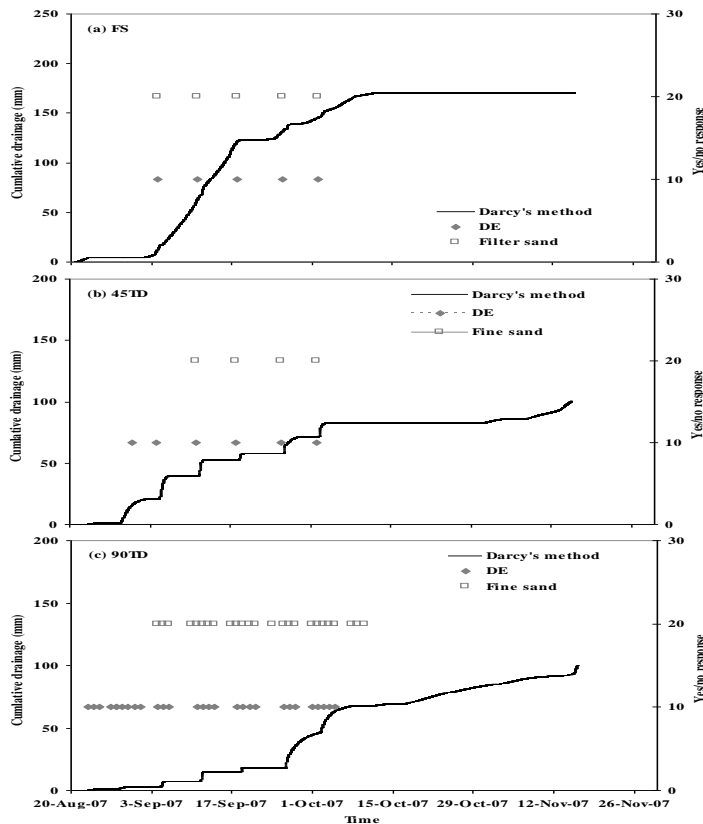 (a) FS
Cumlative drainage (mm)
250
200
150
100
50
0
30
20
10
0
Yes/no response
Darcy's method
DE
Filter sand
(b) 45TD
Cumlative drainage (mm)
200
150
100
50
0
30
20
10
0
Yes/no response
Darcy's method
DE
Fine sand
(c) 90TD
Cumlative drainage (mm)
200
150
100
50
0
30
20
10
0
Yes/no response
Darcy's method
DE
Fine sand
20-Aug-07 3-Sep-07 17-Sep-07 1-Oct-07 15-Oct-07 29-Oct-07 12-Nov-07 26-Nov-07
Time